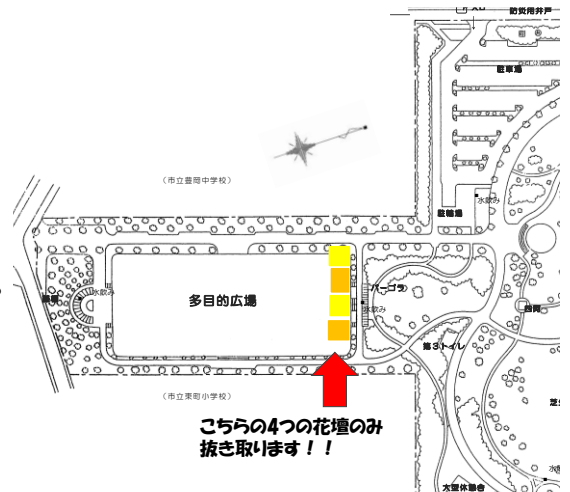 入口
防災用井戸
駐車場
(市立豊岡中学校)
駐輪場
水飲み
多目的広場
パーゴラ
水飲み
水飲み
四阿
第3トイレ
(市立東町小学校)
こちらの4つの花壇のみ
抜き取ります！！
大型休憩舎